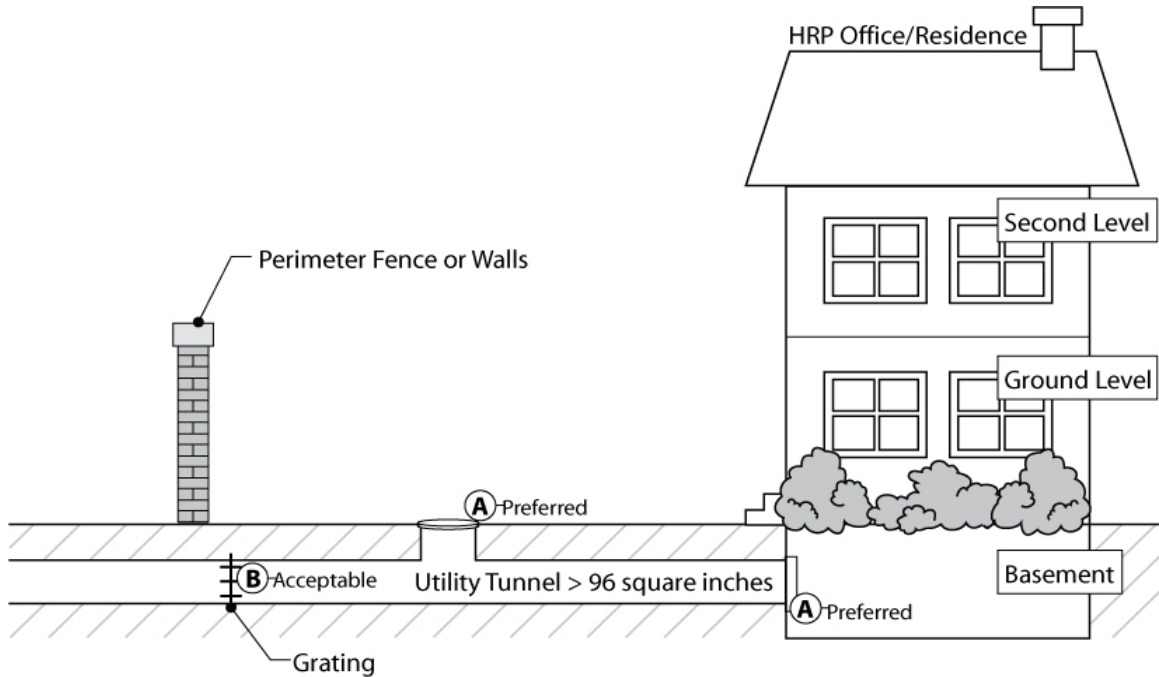 HRP Office/Residence
Second Level
Perimeter Fence or Walls
Ground Level
A Preferred
B Acceptable
Utility Tunnel > 96 square inches
Basement
A Preferred
Grating